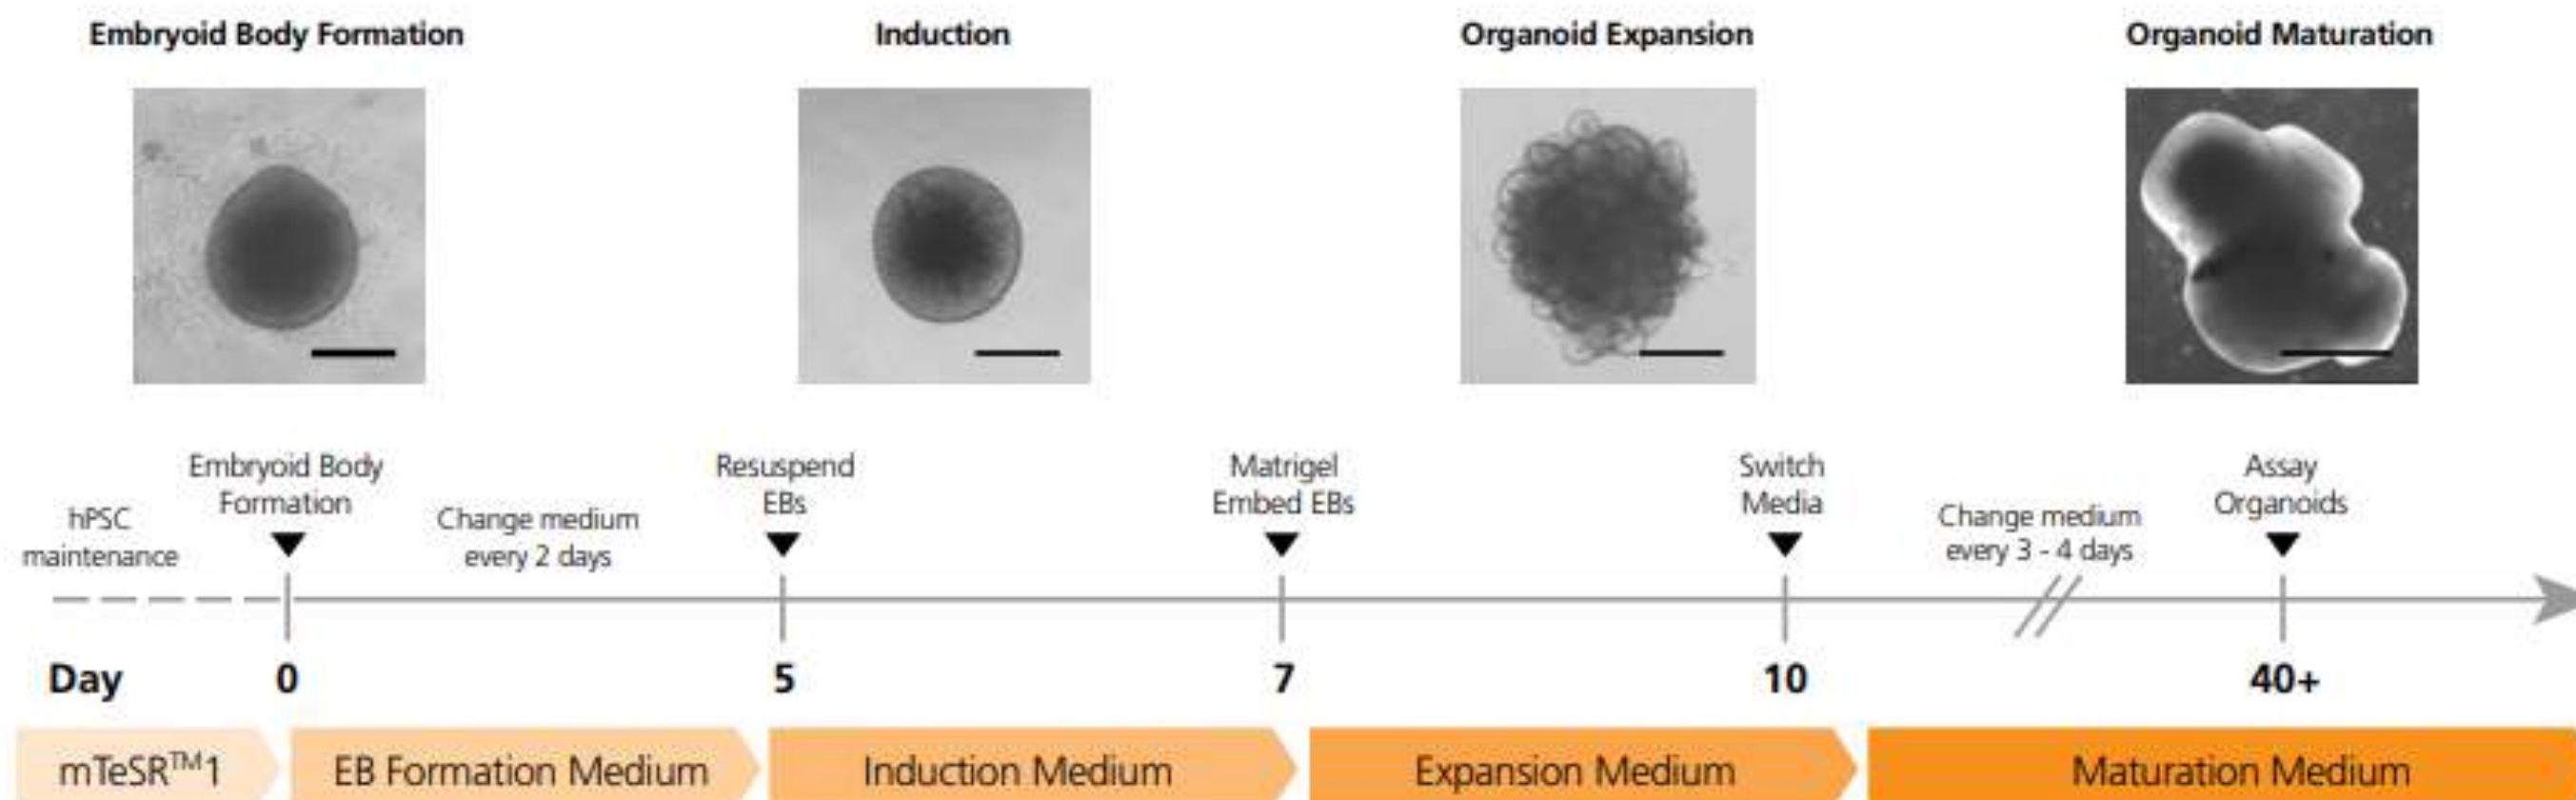 Embryoid Body Formation
Induction
Organoid Expansion
Organoid Maturation
hPSC
maintenance
Embryoid Body
Formation
Change medium
every 2 days
Resuspend
EBs
Matrigel
Embed EBs
Switch
Media
Change medium
every 3 - 4 days
Assay
Organoids
Day 0 5 7 10 40+
mTeSR™1
EB Formation Medium
Induction Medium
Expansion Medium
Maturation Medium